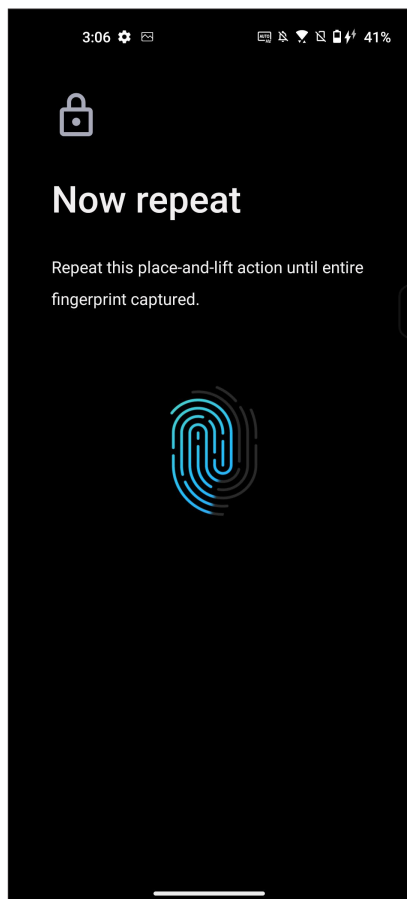 3:06 41%
Now repeat
Repeat this place-and-lift action until entire
fingerprint captured.